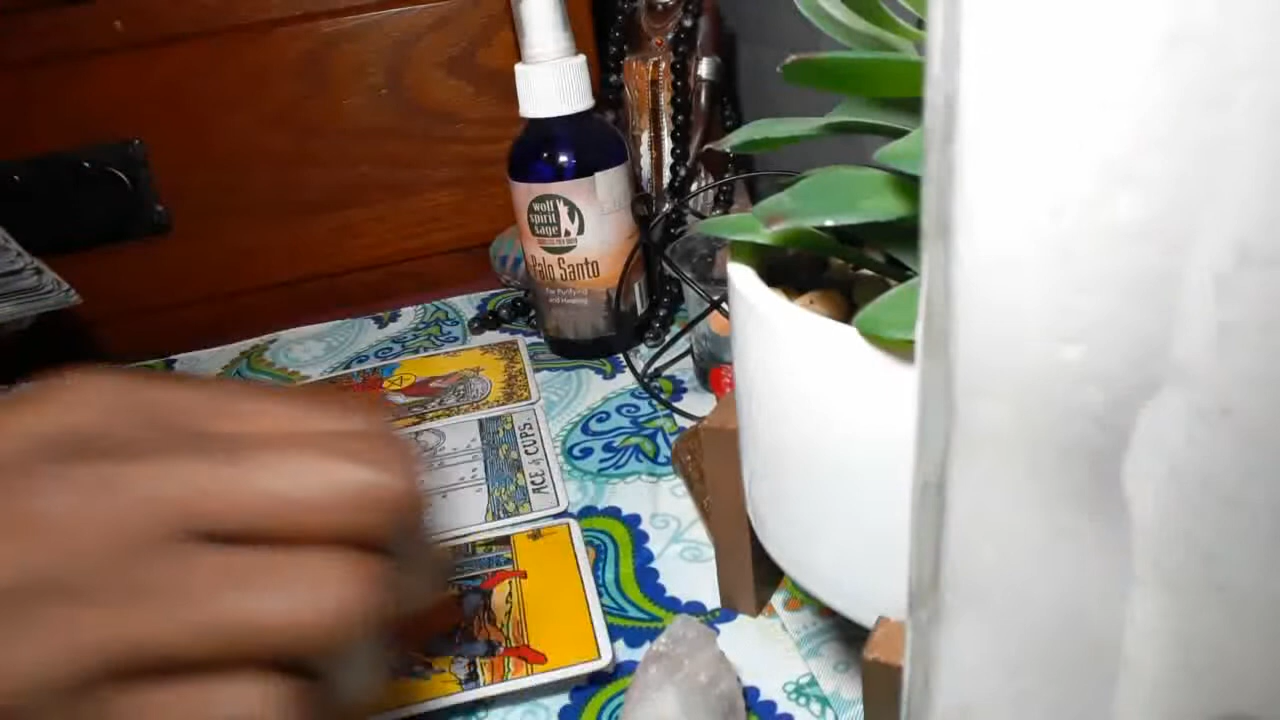 wolf
spirit
sage
Palo Santo
For Purifying
and Healing
ACE of CUPS.